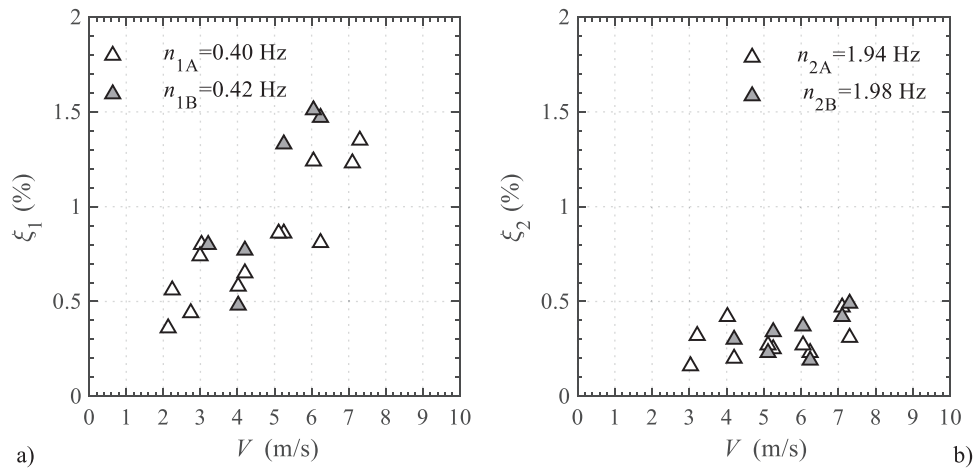 2
1.5
1
0.5
0
ξ1 (%)
n1A=0.40 Hz
n1B=0.42 Hz
0 1 2 3 4 5 6 7 8 9 10
V (m/s)
a)
2
1.5
1
0.5
0
ξ2 (%)
n2A=1.94 Hz
n2B=1.98 Hz
0 1 2 3 4 5 6 7 8 9 10
V (m/s)
b)